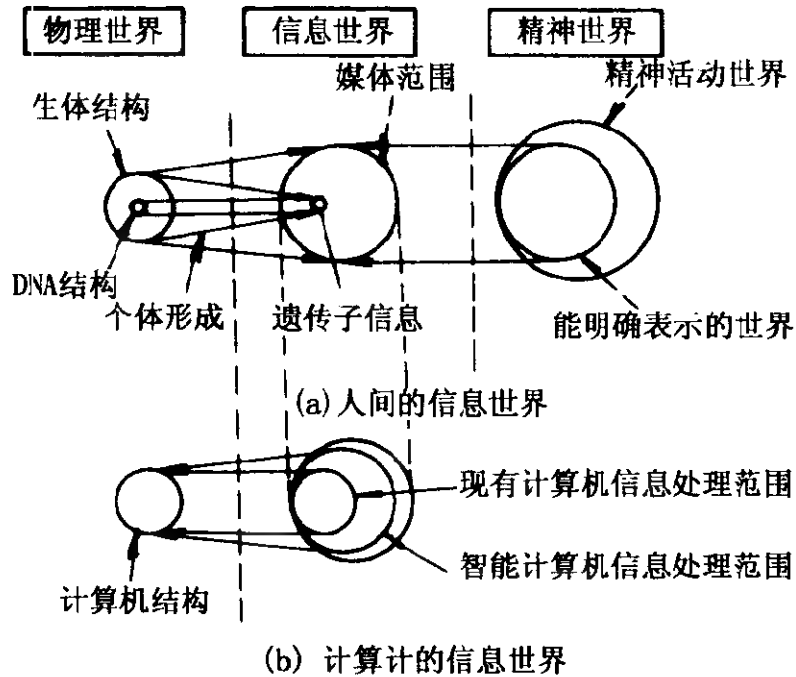 物理世界
信息世界
精神世界
媒体范围
精神活动世界
生体结构
DNA结构
个体形成
遗传子信息
能明确表示的世界
(a)人间的信息世界
现有计算机信息处理范围
智能计算机信息处理范围
计算机结构
(b) 计算计的信息世界